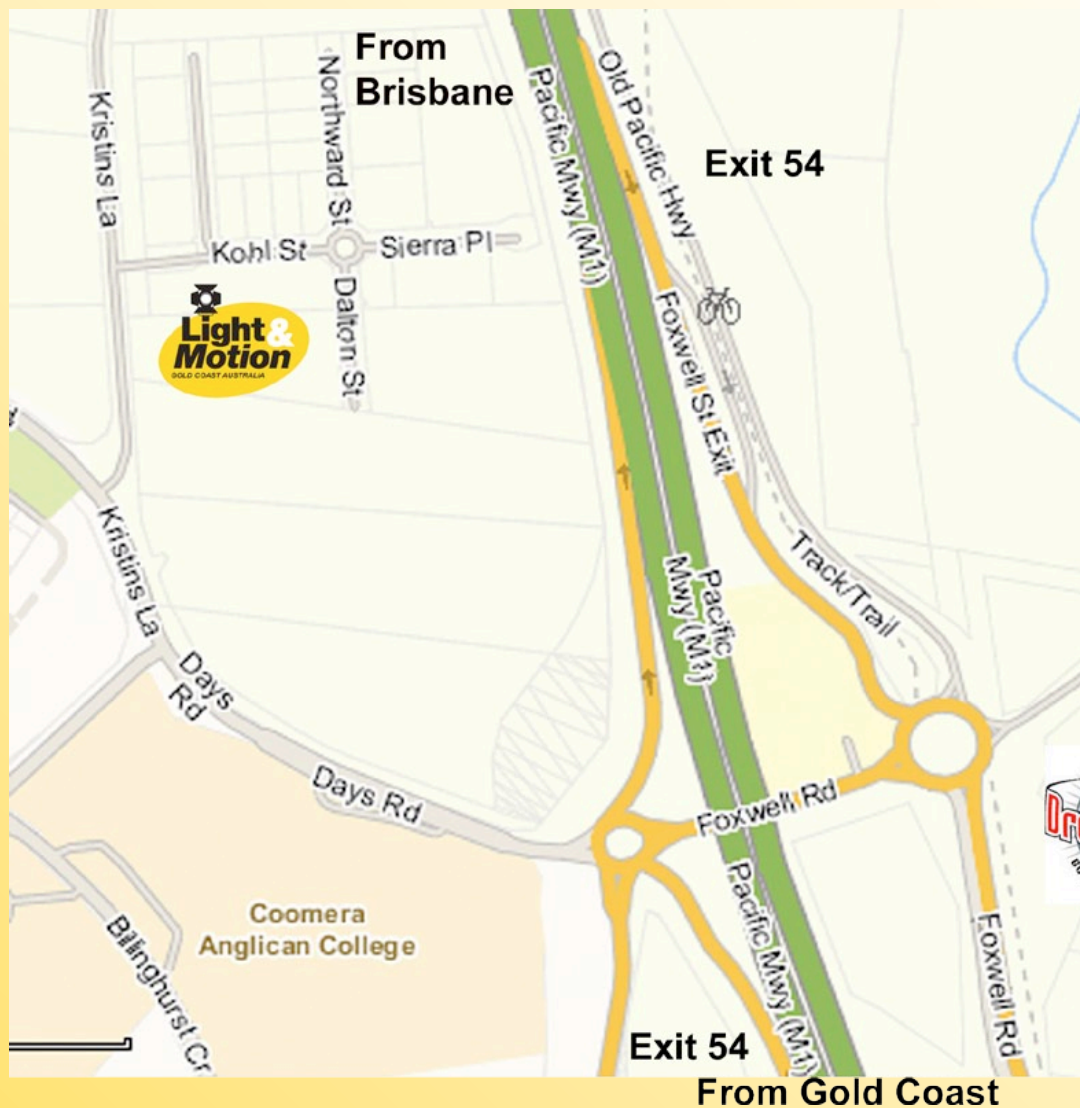 From
Brisbane
Exit 54
Kristins La
Northward St
Pacific Mwy (M1)
Old Pacific Hwy
Kohl St
Sierra Pl
Dalton St
Light &
Motion
GOLD COAST AUSTRALIA
Foxwell St Exit
Kristins La
Track/Trail
Pacific
Mwy (M1)
Days
Rd
Days Rd
Foxwell Rd
Coomera
Anglican College
Billinghurst Cr
Pacific Mwy (M1)
Foxwell Rd
Exit 54
From Gold Coast